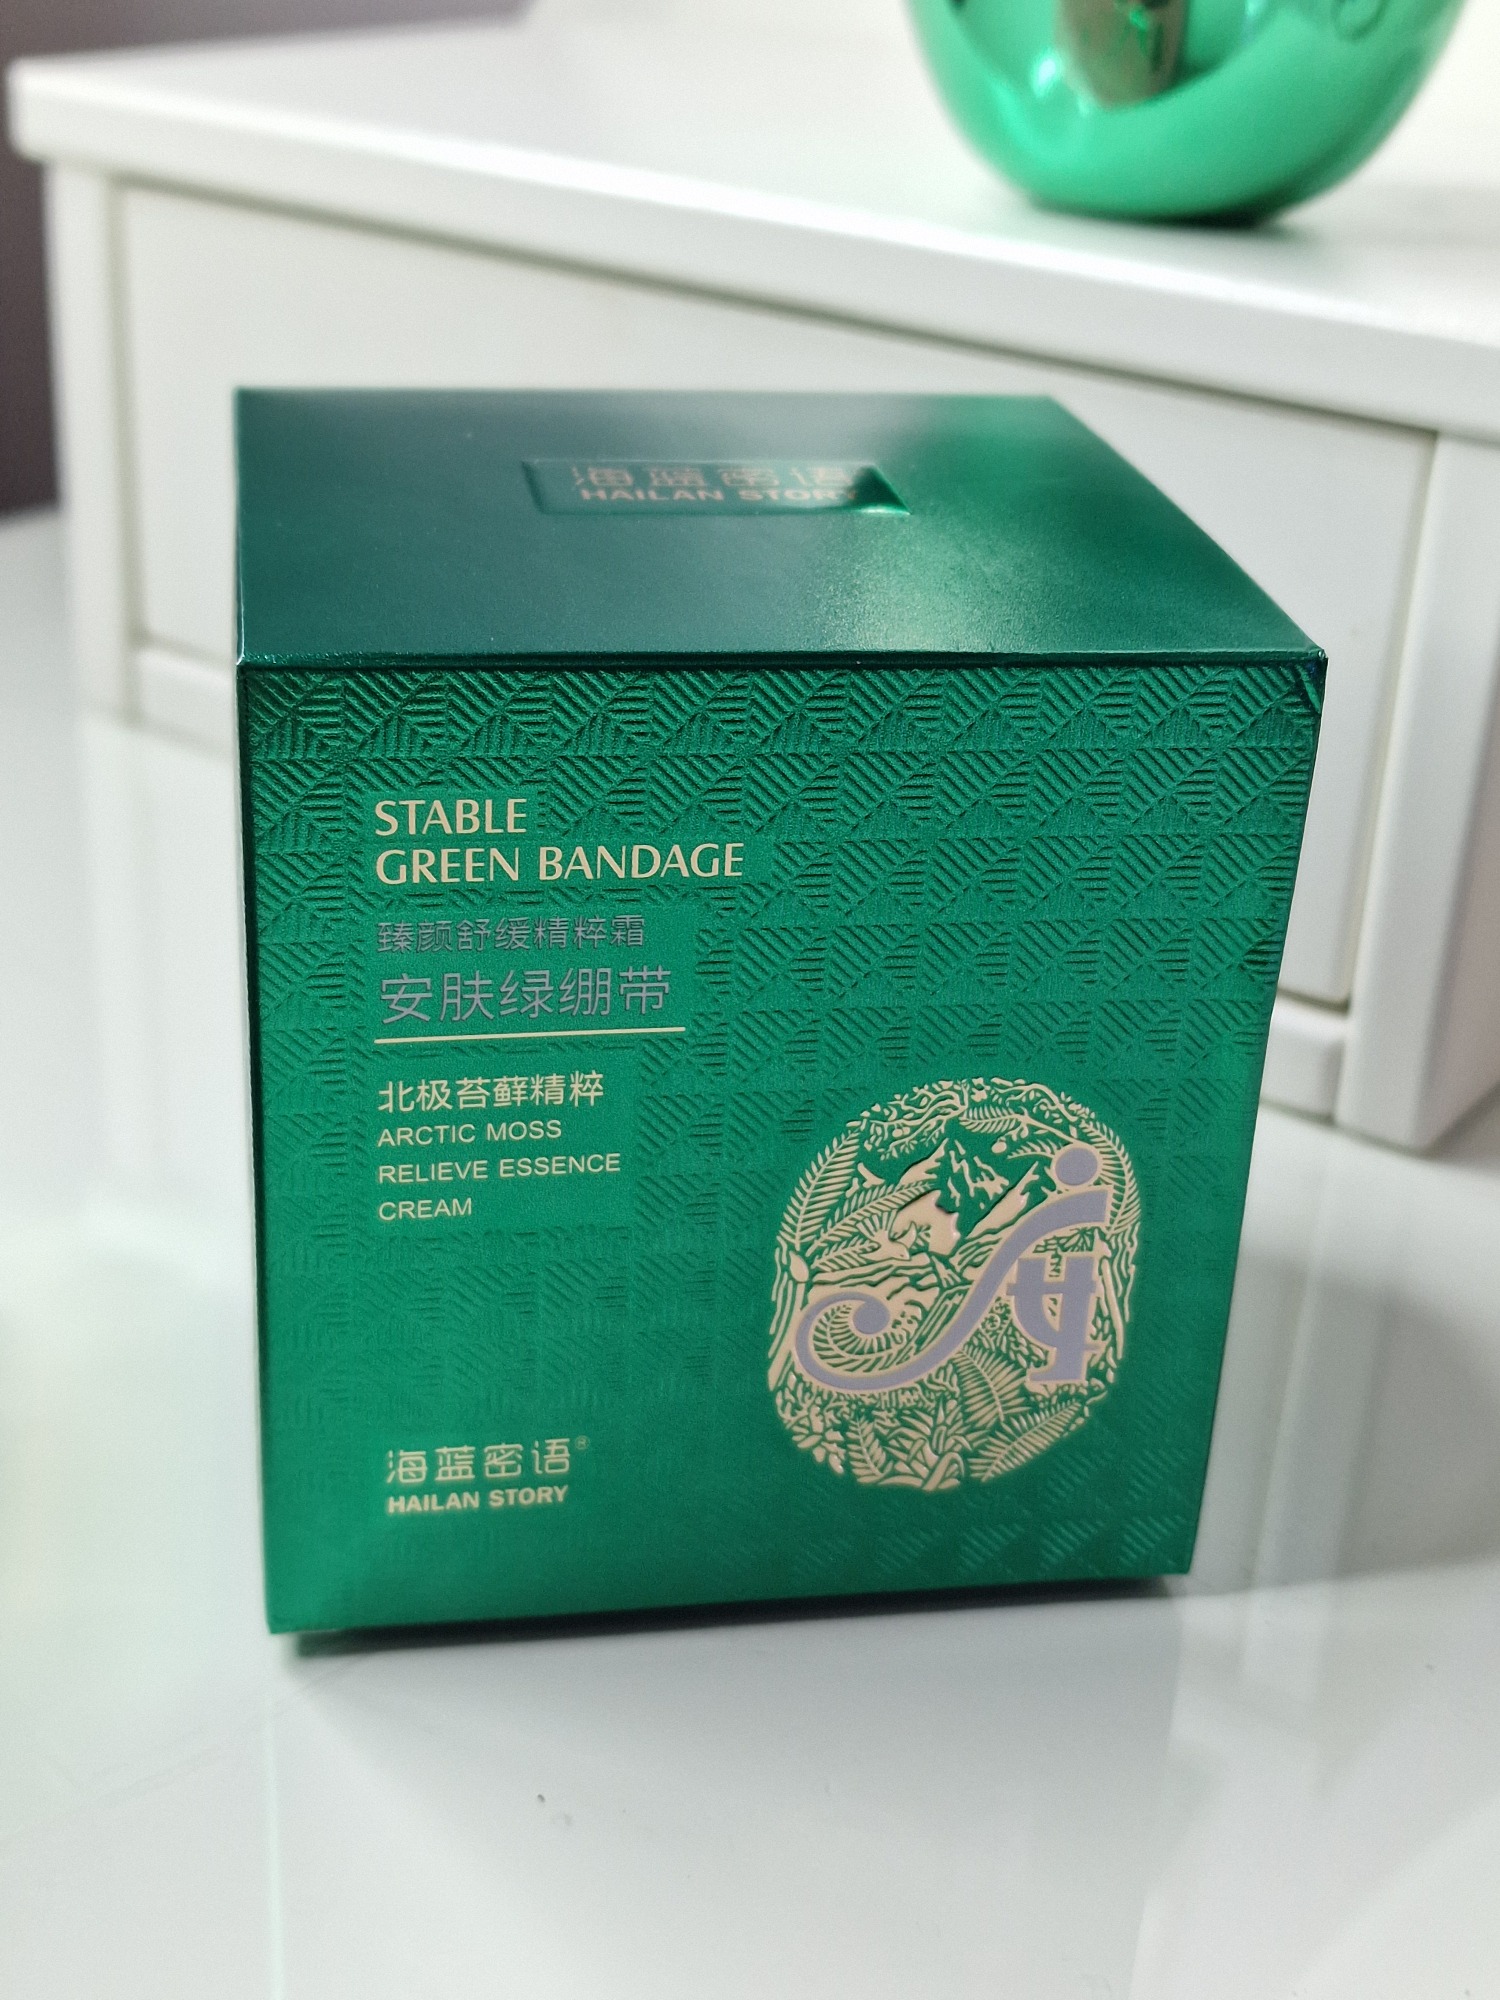 海蓝密语
HAILAN STORY
STABLE
GREEN BANDAGE
臻颜舒缓精粹霜
安肤绿绷带
北极苔藓精粹
ARCTIC MOSS
RELIEVE ESSENCE
CREAM
海蓝密语®
HAILAN STORY